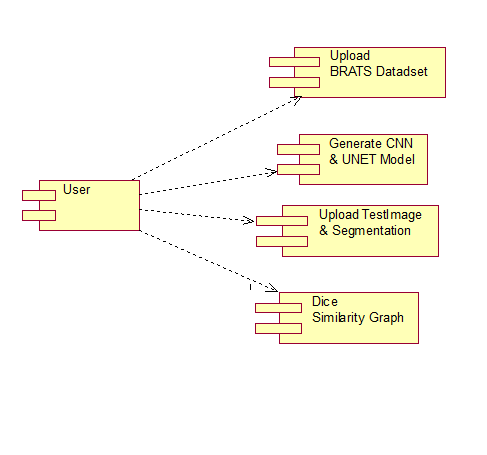 Upload
BRATS Datadset
Generate CNN
& UNET Model
User
Upload TestImage
& Segmentation
Dice
Similarity Graph